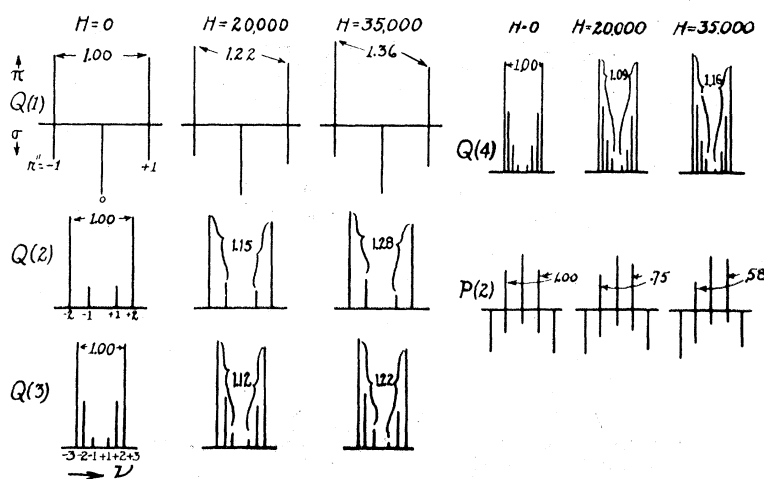 H=0 H=20,000 H=35,000
1.00 1.22 1.36
π
Q(1)
σ
n"=-1 0 +1
Q(2)
1.00 1.15 1.28
-2 -1 +1 +2
Q(3)
1.00 1.12 1.22
-3 -2 -1 +1 +2 +3
ν
H=0 H=20,000 H=35,000
Q(4)
1.00 1.09 1.16
P(2)
1.00 .75 .58